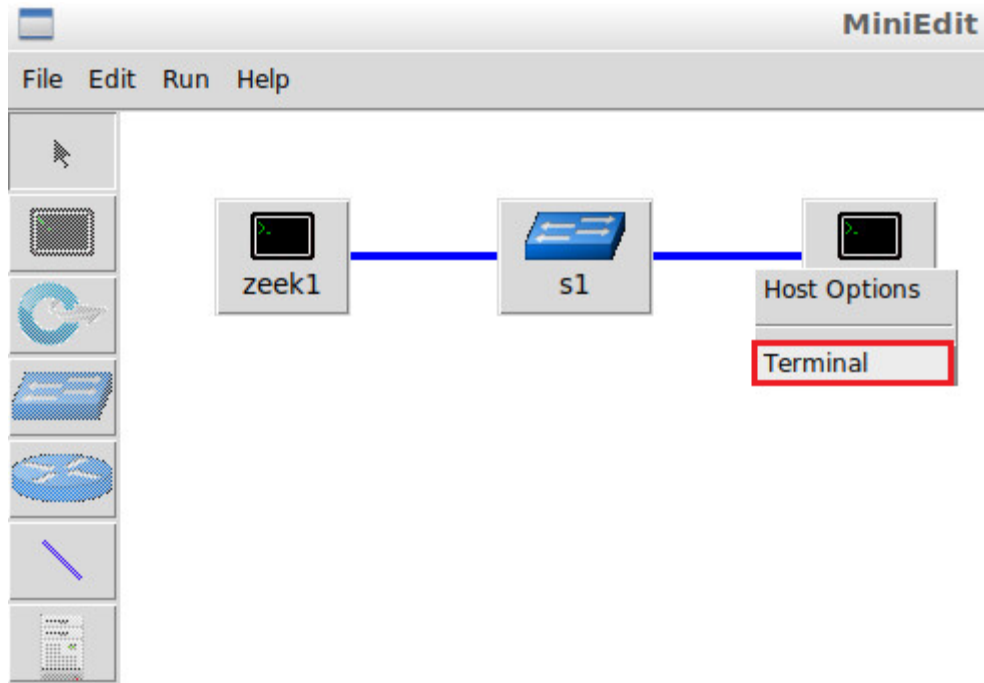 MiniEdit
File Edit Run Help
zeek1
s1
Host Options
Terminal